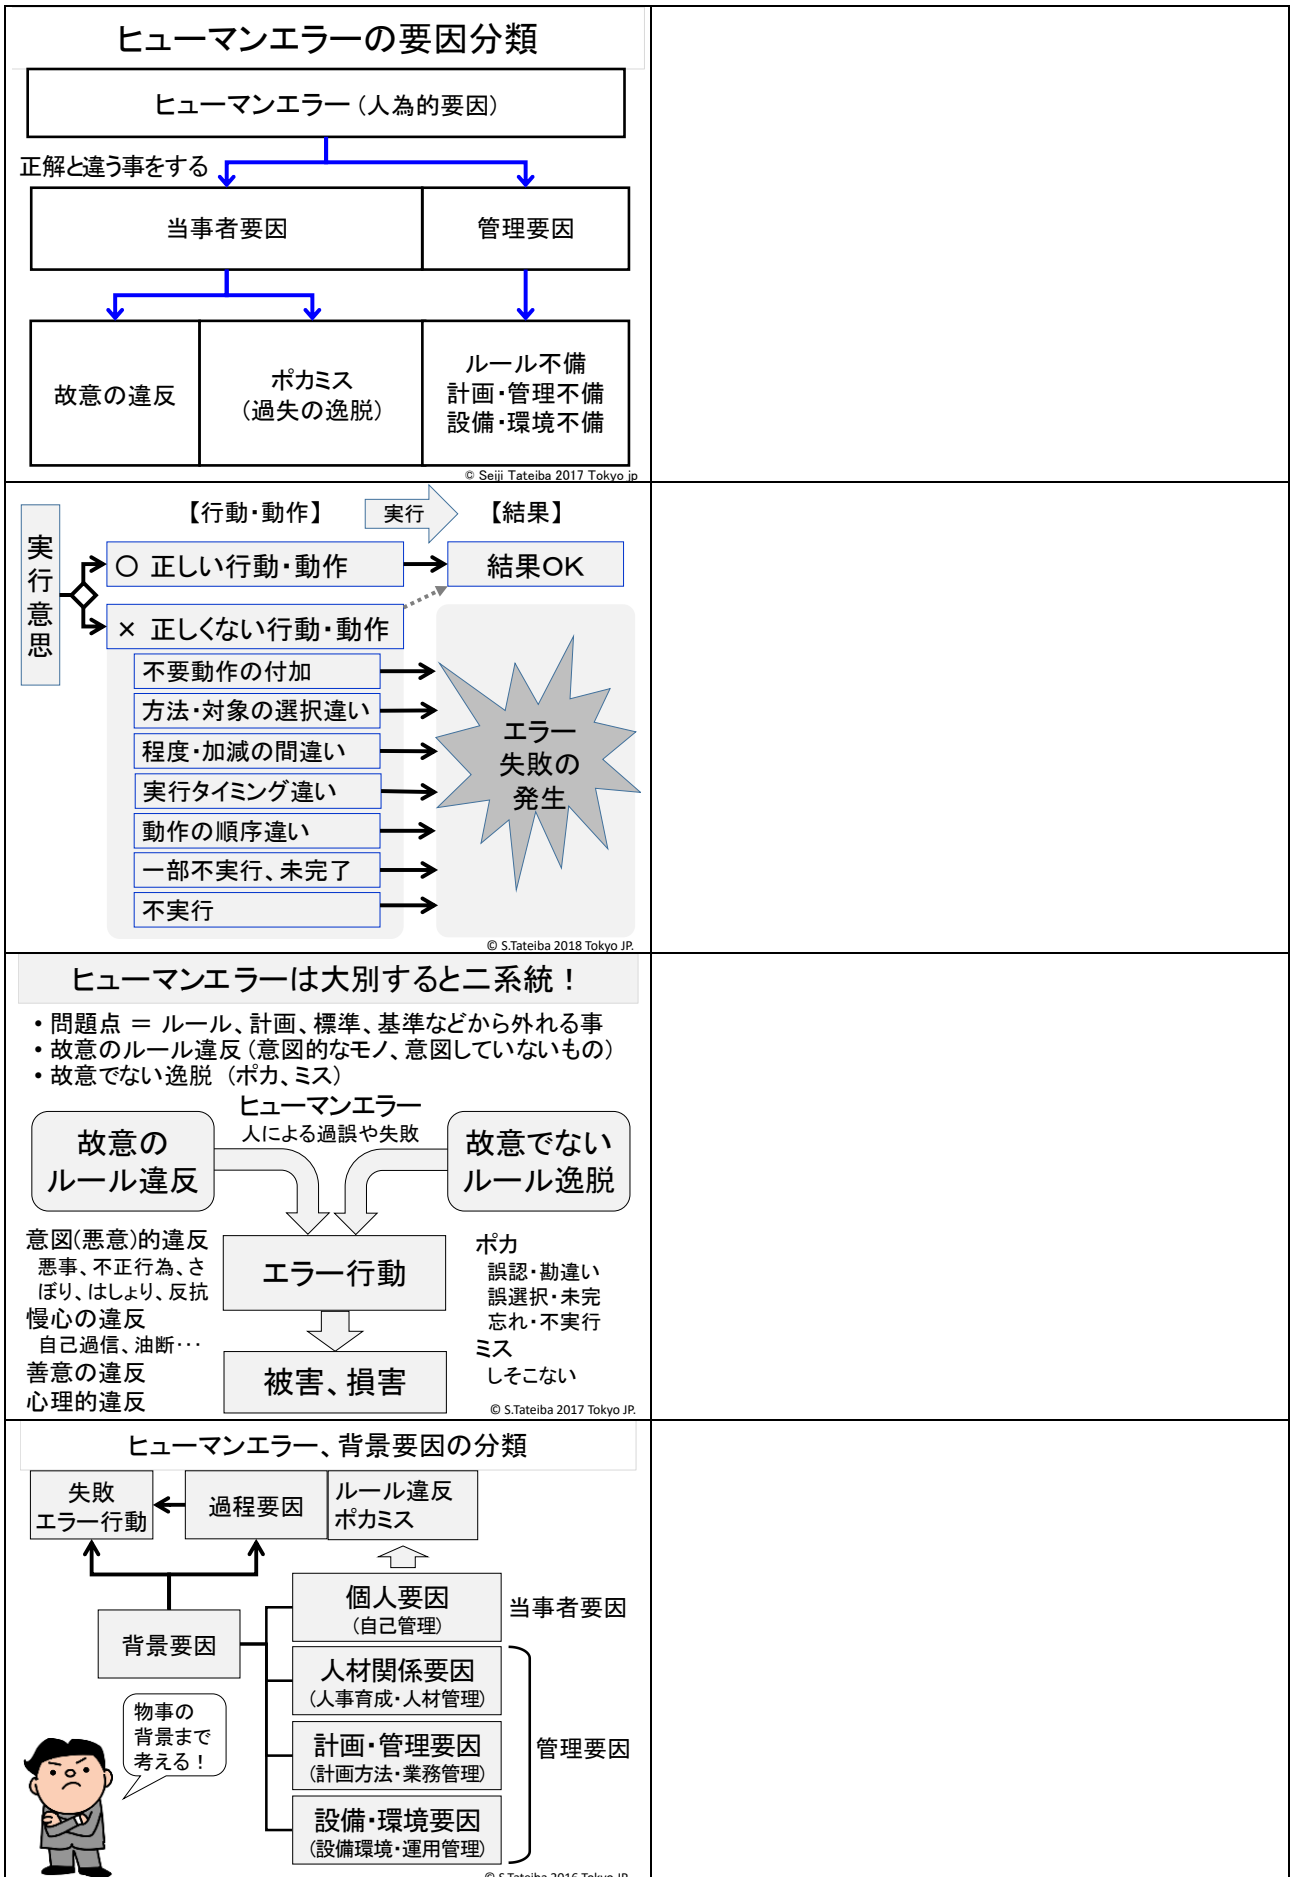 ヒューマンエラーの要因分類
ヒューマンエラー（人為的要因）
正解と違う事をする
当事者要因
管理要因
故意の違反
ポカミス
（過失の逸脱）
ルール不備
計画・管理不備
設備・環境不備
© Seiji Tateiba 2017 Tokyo jp
実行意思
【行動・動作】
実行
【結果】
〇 正しい行動・動作
結果ＯＫ
× 正しくない行動・動作
不要動作の付加
方法・対象の選択違い
程度・加減の間違い
実行タイミング違い
動作の順序違い
一部不実行、未完了
不実行
エラー
失敗の
発生
© S.Tateiba 2018 Tokyo JP.
ヒューマンエラーは大別すると二系統！
・問題点 ＝ ルール、計画、標準、基準などから外れる事
・故意のルール違反（意図的なモノ、意図していないもの）
・故意でない逸脱 （ポカ、ミス）
ヒューマンエラー
人による過誤や失敗
故意の
ルール違反
故意でない
ルール逸脱
意図(悪意)的違反
悪事、不正行為、さ
ぼり、はしょり、反抗
慢心の違反
自己過信、油断･･･
善意の違反
心理的違反
エラー行動
被害、損害
ポカ
誤認・勘違い
誤選択・未完
忘れ・不実行
ミス
しそこない
© S.Tateiba 2017 Tokyo JP.
ヒューマンエラー、背景要因の分類
失敗
エラー行動
過程要因
ルール違反
ポカミス
背景要因
個人要因
(自己管理)
当事者要因
人材関係要因
(人事育成・人材管理)
計画・管理要因
(計画方法・業務管理)
設備・環境要因
(設備環境・運用管理)
管理要因
物事の
背景まで
考える！
© S.Tateiba 2016 Tokyo JP.